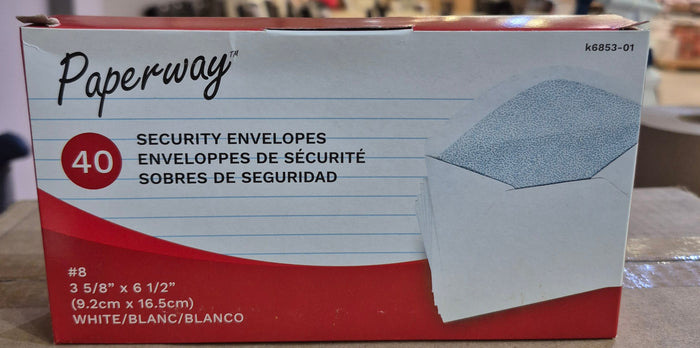 Paperway™
k6853-01
40
SECURITY ENVELOPES
ENVELOPPES DE SÉCURITÉ
SOBRES DE SEGURIDAD
#8
3 5/8” x 6 1/2”
(9.2cm x 16.5cm)
WHITE/BLANC/BLANCO